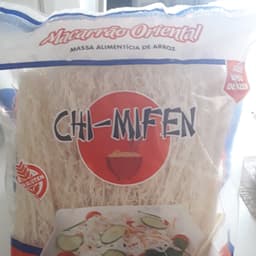 Macarrão Oriental
MASSA ALIMENTÍCIA DE ARROZ
CHI-MIFEN